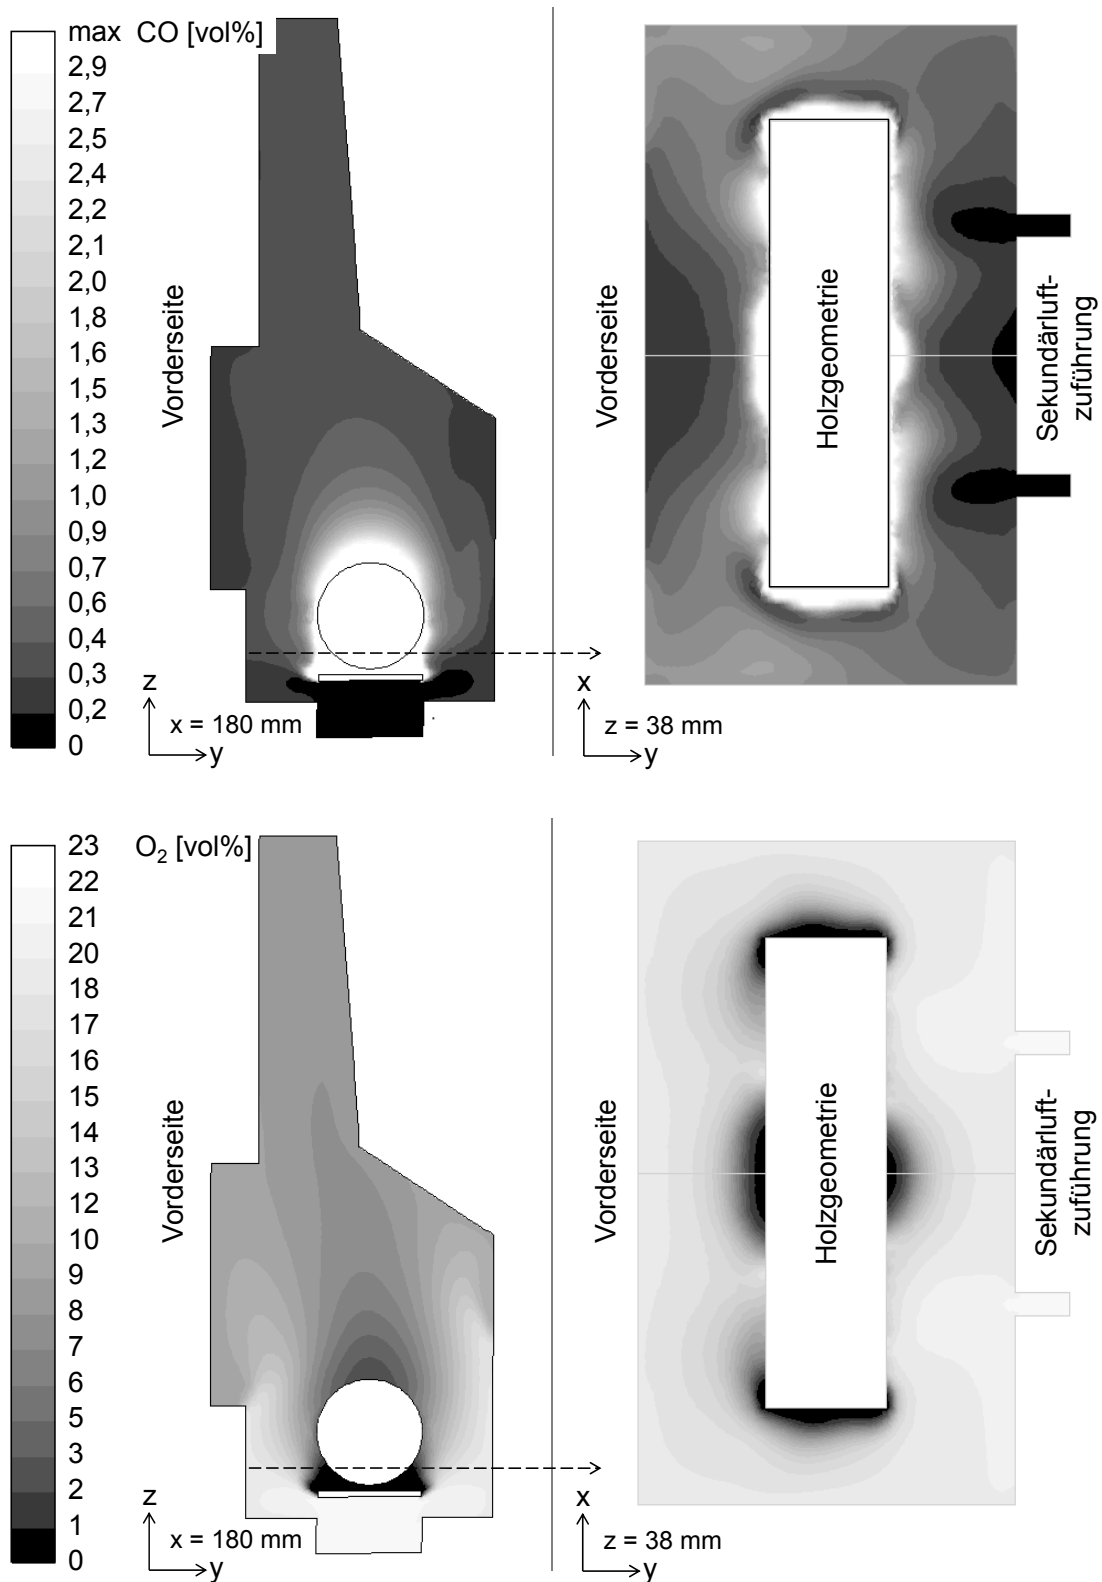 max CO [vol%]
2,9
2,7
2,5
2,4
2,2
2,1
2,0
1,8
1,6
1,5
1,3
1,2
1,0
0,9
0,7
0,6
0,4
0,3
0,2
0
Vorderseite
z
x = 180 mm
y
Vorderseite
Holzgeometrie
Sekundärluft-
zuführung
x
z = 38 mm
y
23 O2 [vol%]
22
21
20
18
17
16
15
14
13
12
10
9
8
7
6
5
3
2
1
0
Vorderseite
z
x = 180 mm
y
Vorderseite
Holzgeometrie
Sekundärluft-
zuführung
x
z = 38 mm
y